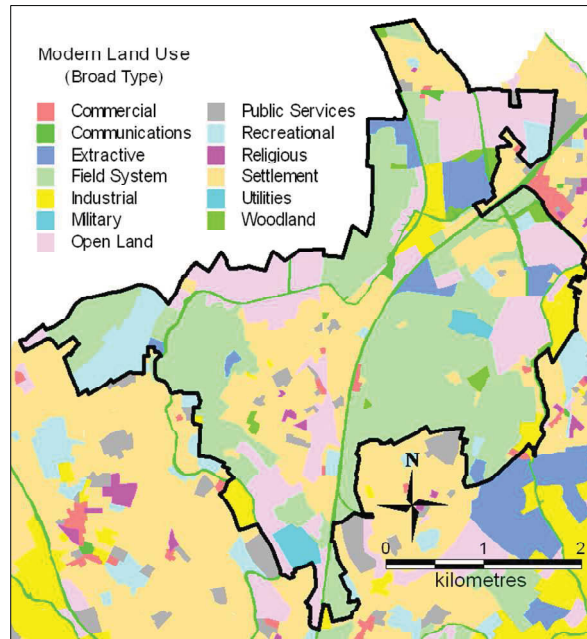 Modern Land Use
(Broad Type)
Commercial
Communications
Extractive
Field System
Industrial
Military
Open Land
Public Services
Recreational
Religious
Settlement
Utilities
Woodland
N
0 1 2
kilometres